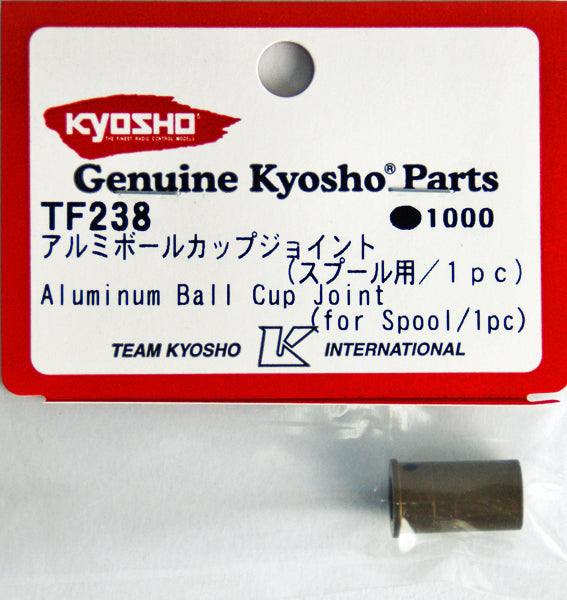 KYOSHO
THE FINEST RADIO CONTROL MODELS
Genuine Kyosho® Parts
TF238 ●1000
アルミボールカップジョイント
(スプール用/1pc)
Aluminum Ball Cup Joint
(for Spool/1pc)
TEAM KYOSHO K INTERNATIONAL